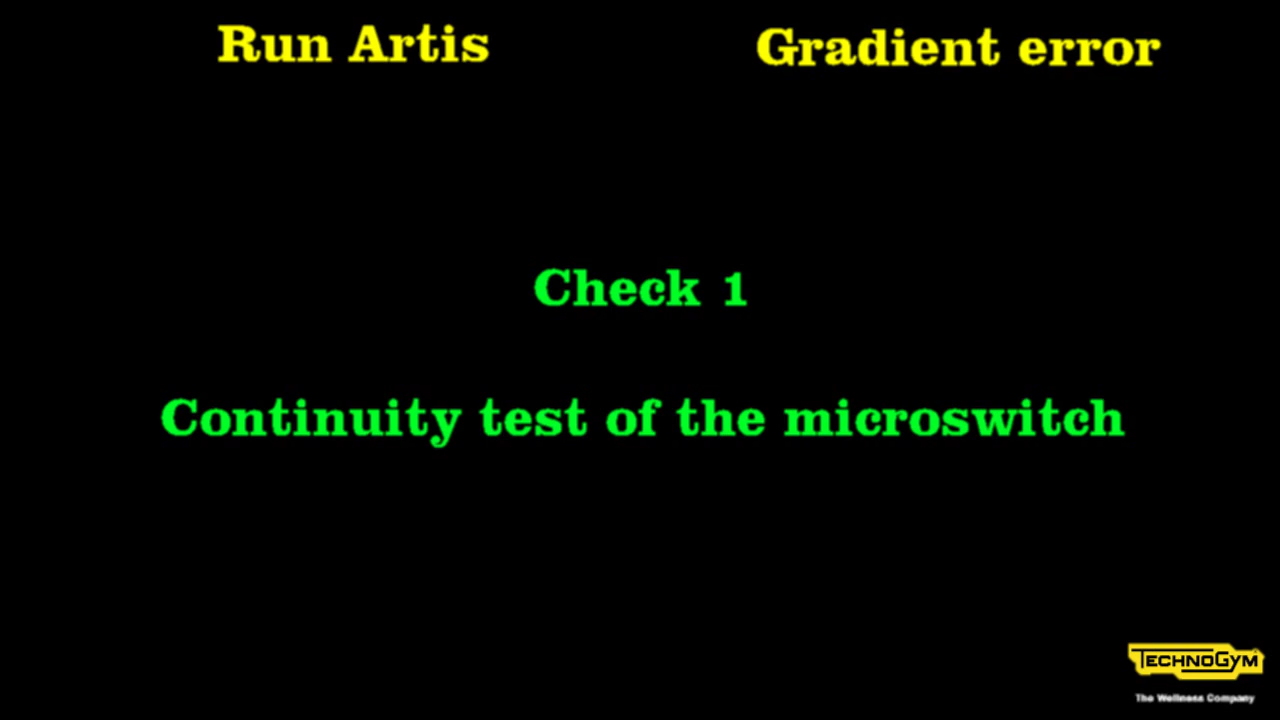 Run Artis
Gradient error
Check 1
Continuity test of the microswitch
TECHNOGYM
The Wellness Company